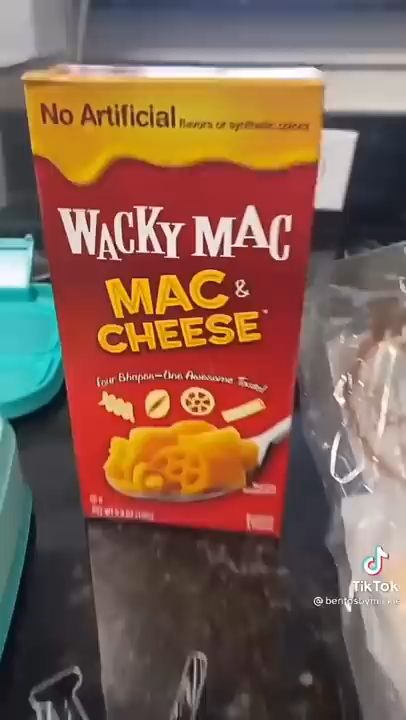 No Artificial flavors or synthetic colors
WACKY MAC
MAC &
CHEESE
Four Shapes—One Awesome Taste!
TikTok